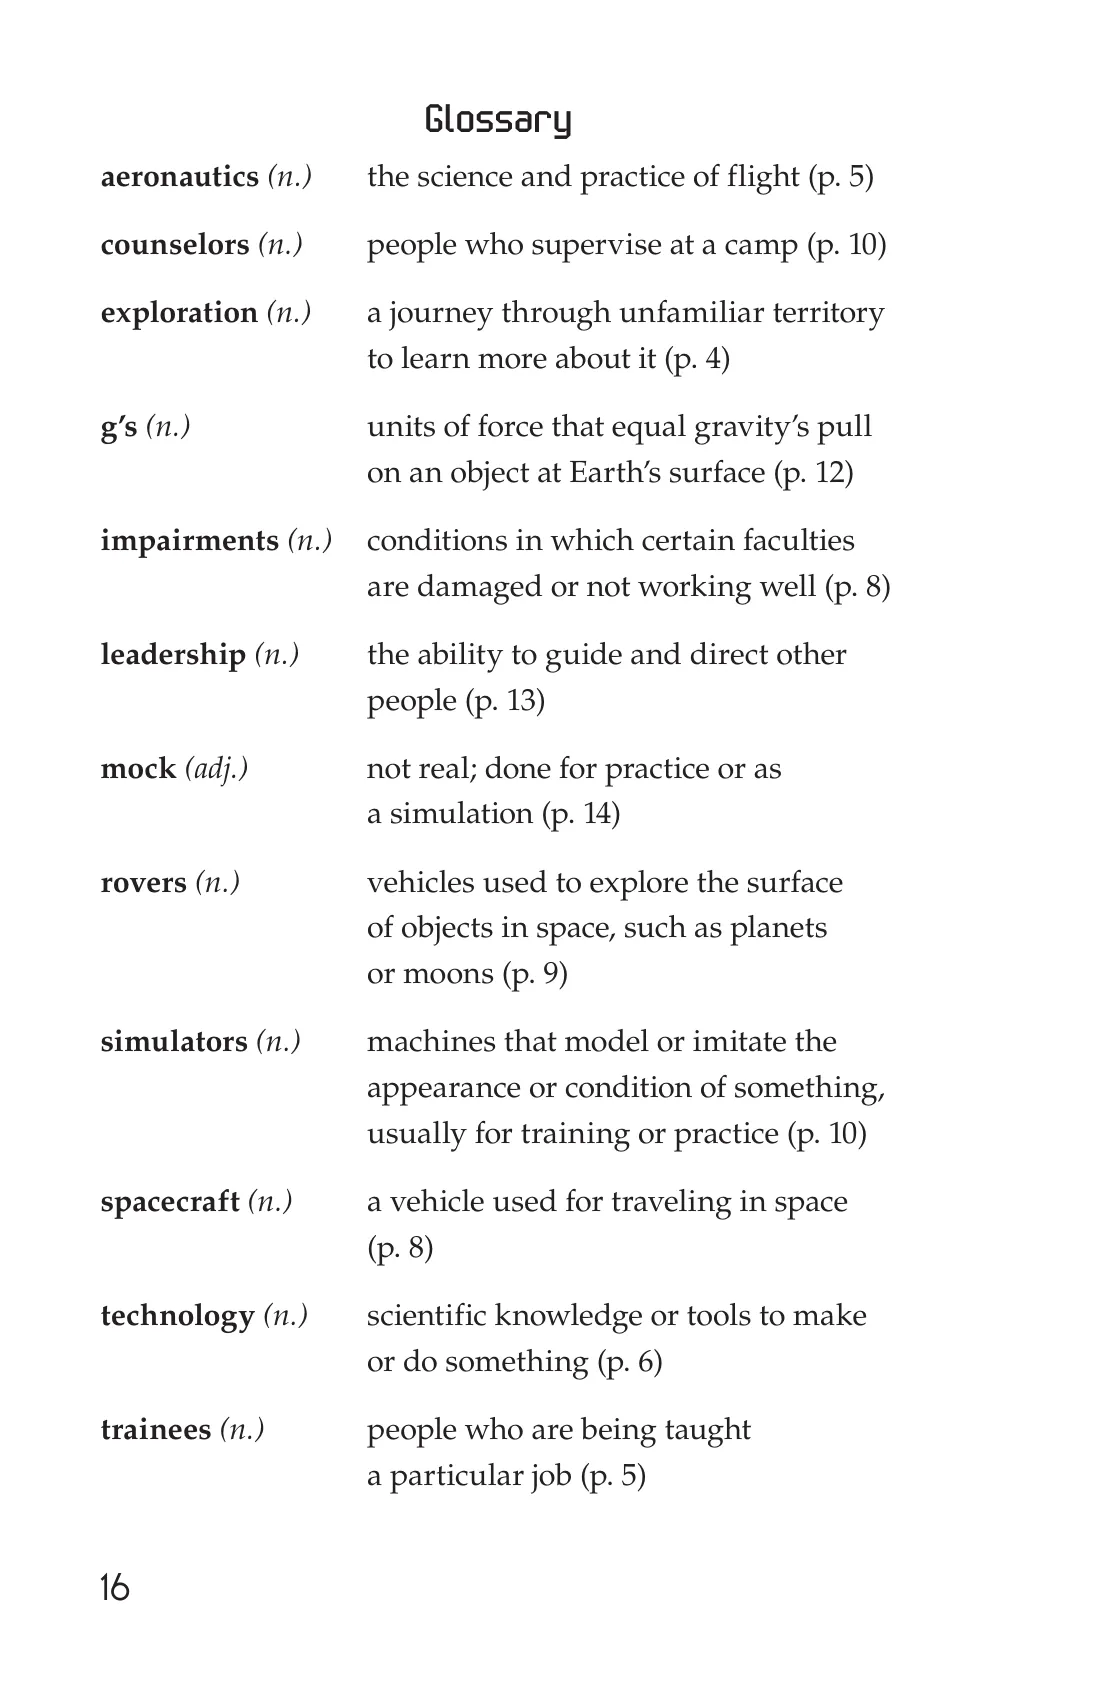 Glossary
aeronautics (n.) the science and practice of flight (p. 5)
counselors (n.) people who supervise at a camp (p. 10)
exploration (n.) a journey through unfamiliar territory
to learn more about it (p. 4)
g’s (n.) units of force that equal gravity’s pull
on an object at Earth’s surface (p. 12)
impairments (n.) conditions in which certain faculties
are damaged or not working well (p. 8)
leadership (n.) the ability to guide and direct other
people (p. 13)
mock (adj.) not real; done for practice or as
a simulation (p. 14)
rovers (n.) vehicles used to explore the surface
of objects in space, such as planets
or moons (p. 9)
simulators (n.) machines that model or imitate the
appearance or condition of something,
usually for training or practice (p. 10)
spacecraft (n.) a vehicle used for traveling in space
(p. 8)
technology (n.) scientific knowledge or tools to make
or do something (p. 6)
trainees (n.) people who are being taught
a particular job (p. 5)
16